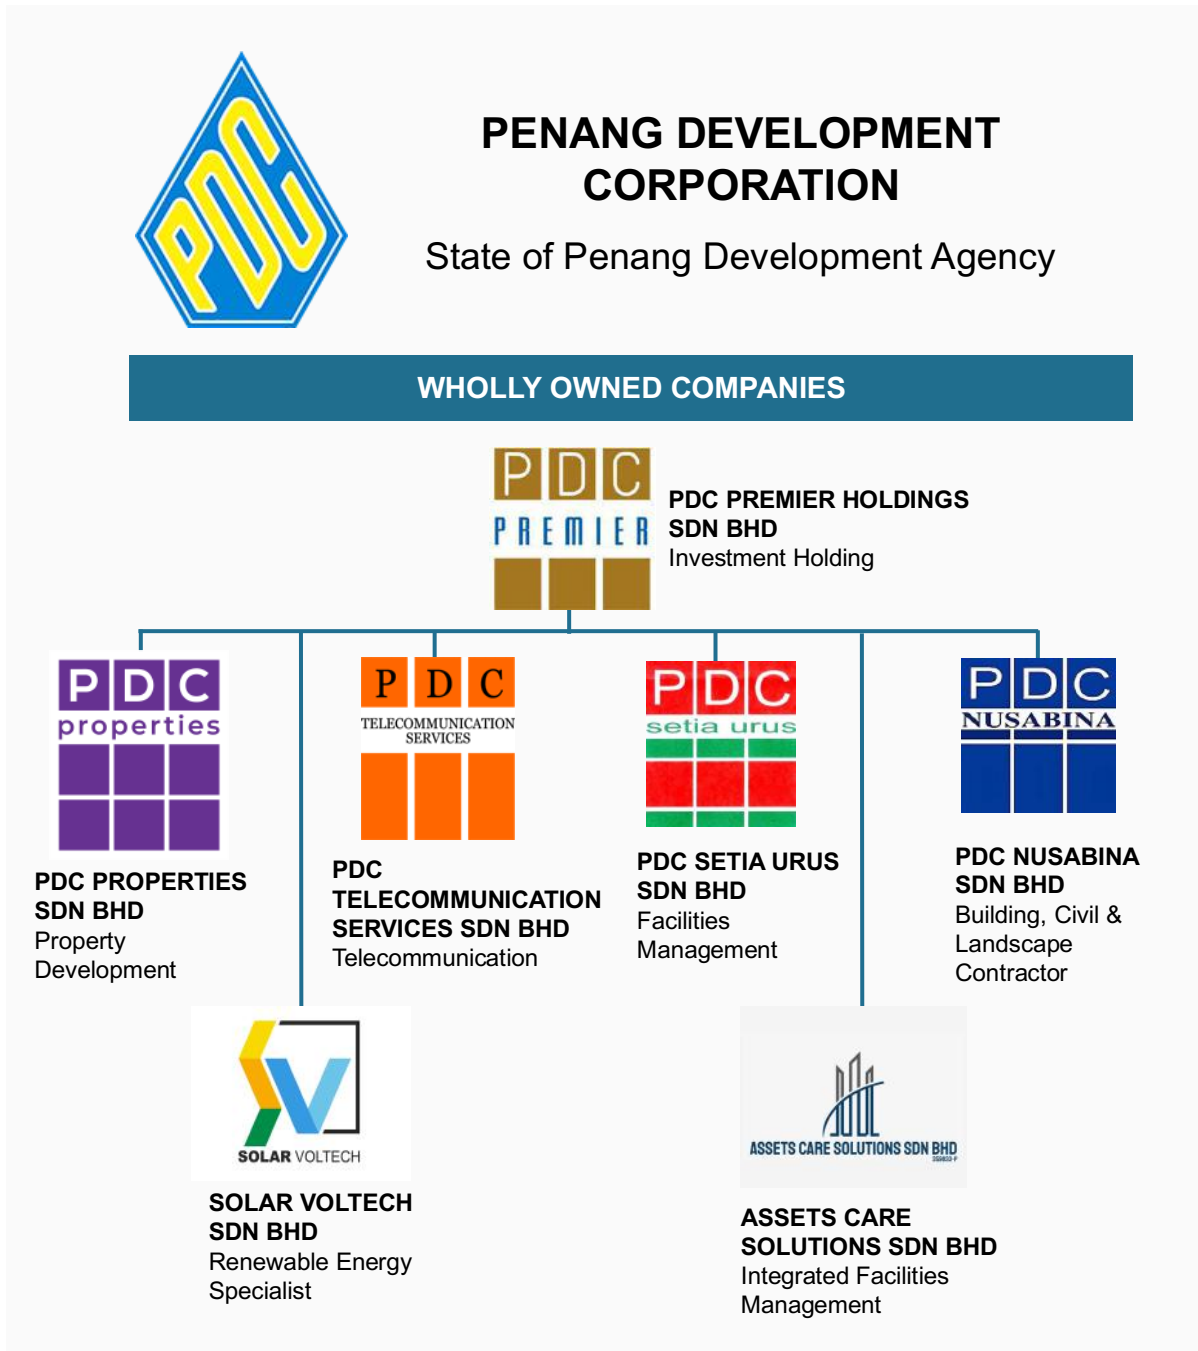 PDC
PENANG DEVELOPMENT
CORPORATION
State of Penang Development Agency
WHOLLY OWNED COMPANIES
PDC
PREMIER
PDC PREMIER HOLDINGS
SDN BHD
Investment Holding
PDC
properties
PDC PROPERTIES
SDN BHD
Property
Development
PDC
TELECOMMUNICATION
SERVICES
PDC
TELECOMMUNICATION
SERVICES SDN BHD
Telecommunication
PDC
setia urus
PDC SETIA URUS
SDN BHD
Facilities
Management
PDC
NUSABINA
PDC NUSABINA
SDN BHD
Building, Civil &
Landscape
Contractor
SV
SOLAR VOLTECH
SOLAR VOLTECH
SDN BHD
Renewable Energy
Specialist
ASSETS CARE SOLUTIONS SDN BHD
ASSETS CARE
SOLUTIONS SDN BHD
Integrated Facilities
Management